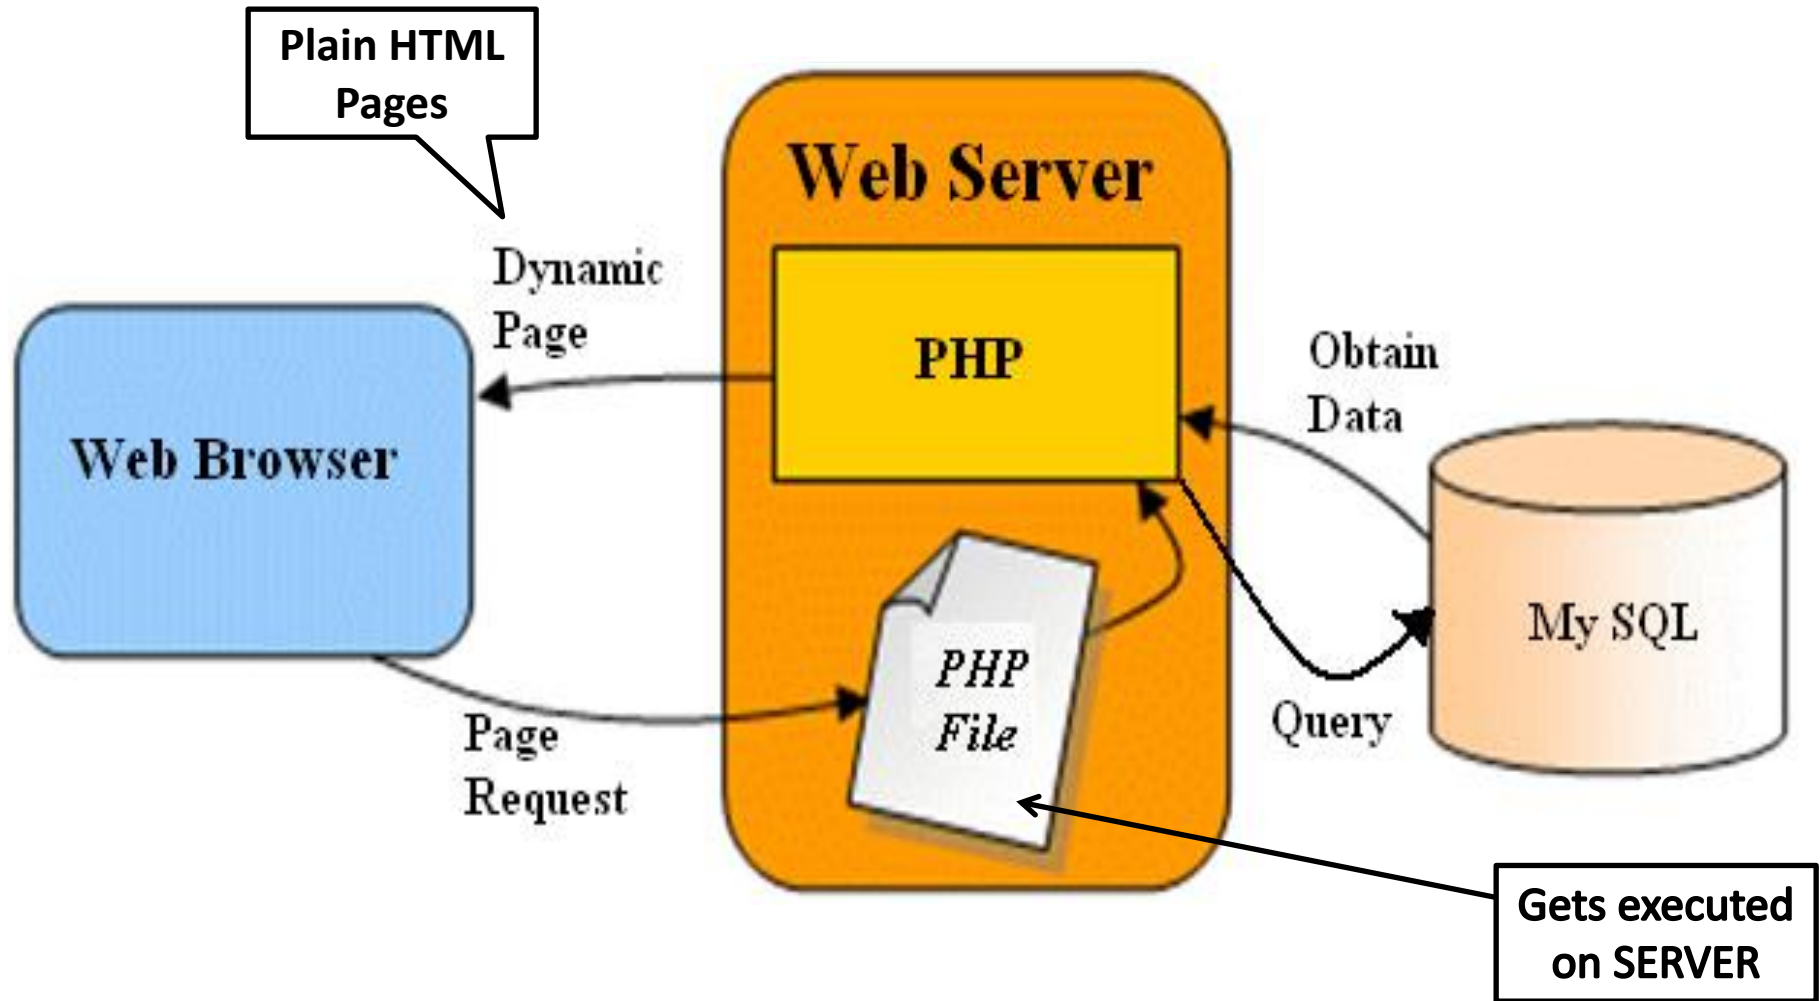 Plain HTML
Pages
Web Server
Dynamic
Page
PHP
Obtain
Data
Web Browser
My SQL
PHP
File
Page
Request
Query
Gets executed
on SERVER